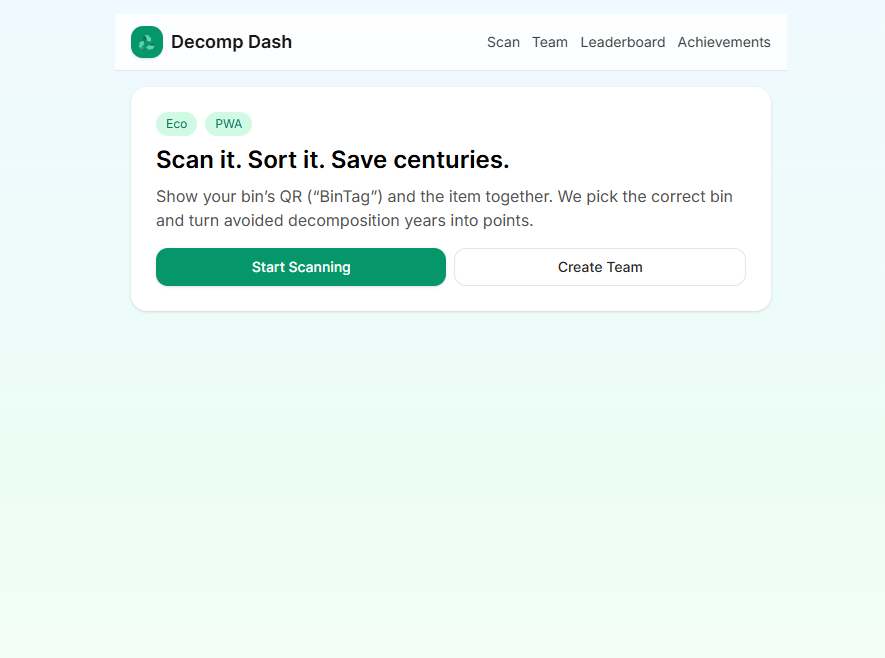 Decomp Dash
Scan Team Leaderboard Achievements
Eco PWA
Scan it. Sort it. Save centuries.
Show your bin’s QR (“BinTag”) and the item together. We pick the correct bin
and turn avoided decomposition years into points.
Start Scanning Create Team